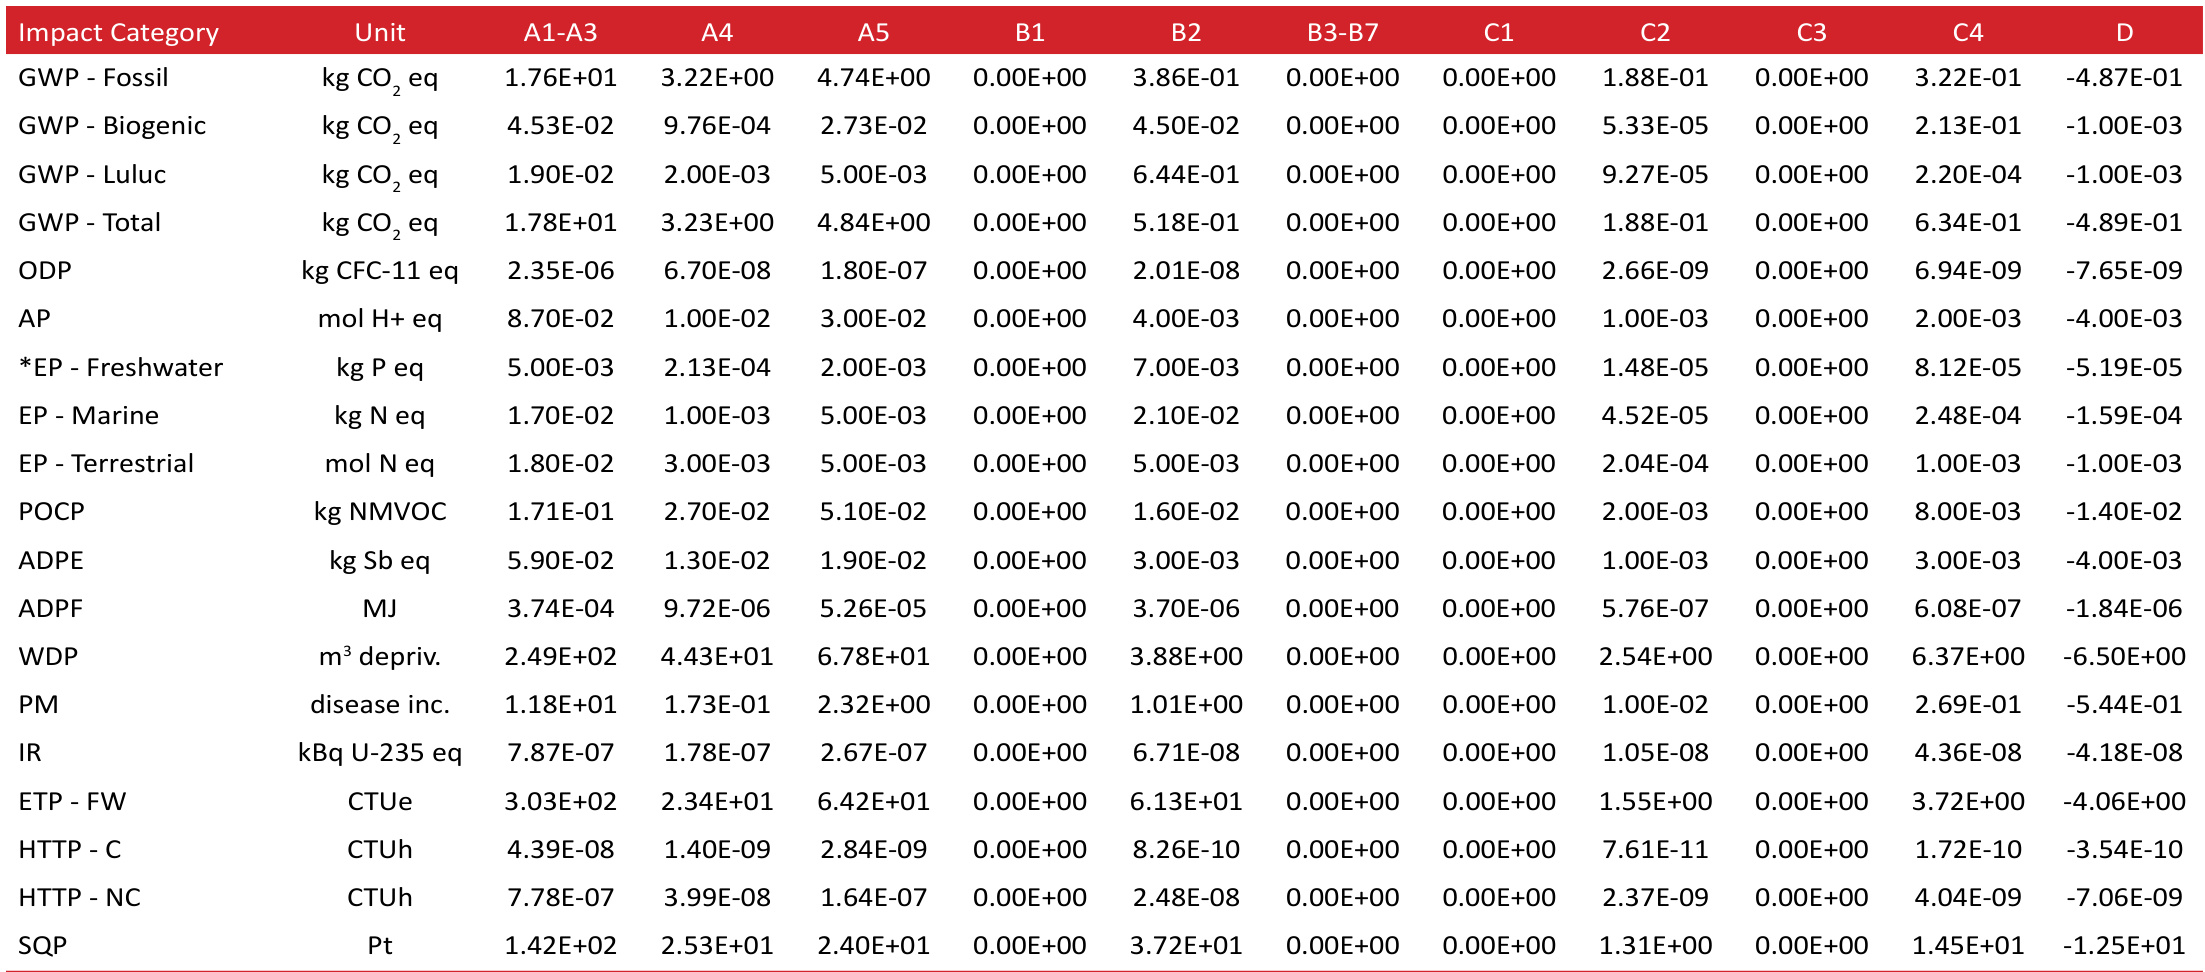 Impact Category Unit A1-A3 A4 A5 B1 B2 B3-B7 C1 C2 C3 C4 D
GWP - Fossil kg CO₂ eq 1.76E+01 3.22E+00 4.74E+00 0.00E+00 3.86E-01 0.00E+00 0.00E+00 1.88E-01 0.00E+00 3.22E-01 -4.87E-01
GWP - Biogenic kg CO₂ eq 4.53E-02 9.76E-04 2.73E-02 0.00E+00 4.50E-02 0.00E+00 0.00E+00 5.33E-05 0.00E+00 2.13E-01 -1.00E-03
GWP - Luluc kg CO₂ eq 1.90E-02 2.00E-03 5.00E-03 0.00E+00 6.44E-01 0.00E+00 0.00E+00 9.27E-05 0.00E+00 2.20E-04 -1.00E-03
GWP - Total kg CO₂ eq 1.78E+01 3.23E+00 4.84E+00 0.00E+00 5.18E-01 0.00E+00 0.00E+00 1.88E-01 0.00E+00 6.34E-01 -4.89E-01
ODP kg CFC-11 eq 2.35E-06 6.70E-08 1.80E-07 0.00E+00 2.01E-08 0.00E+00 0.00E+00 2.66E-09 0.00E+00 6.94E-09 -7.65E-09
AP mol H+ eq 8.70E-02 1.00E-02 3.00E-02 0.00E+00 4.00E-03 0.00E+00 0.00E+00 1.00E-03 0.00E+00 2.00E-03 -4.00E-03
*EP - Freshwater kg P eq 5.00E-03 2.13E-04 2.00E-03 0.00E+00 7.00E-03 0.00E+00 0.00E+00 1.48E-05 0.00E+00 8.12E-05 -5.19E-05
EP - Marine kg N eq 1.70E-02 1.00E-03 5.00E-03 0.00E+00 2.10E-02 0.00E+00 0.00E+00 4.52E-05 0.00E+00 2.48E-04 -1.59E-04
EP - Terrestrial mol N eq 1.80E-02 3.00E-03 5.00E-03 0.00E+00 5.00E-03 0.00E+00 0.00E+00 2.04E-04 0.00E+00 1.00E-03 -1.00E-03
POCP kg NMVOC 1.71E-01 2.70E-02 5.10E-02 0.00E+00 1.60E-02 0.00E+00 0.00E+00 2.00E-03 0.00E+00 8.00E-03 -1.40E-02
ADPE kg Sb eq 5.90E-02 1.30E-02 1.90E-02 0.00E+00 3.00E-03 0.00E+00 0.00E+00 1.00E-03 0.00E+00 3.00E-03 -4.00E-03
ADPF MJ 3.74E-04 9.72E-06 5.26E-05 0.00E+00 3.70E-06 0.00E+00 0.00E+00 5.76E-07 0.00E+00 6.08E-07 -1.84E-06
WDP m³ depriv. 2.49E+02 4.43E+01 6.78E+01 0.00E+00 3.88E+00 0.00E+00 0.00E+00 2.54E+00 0.00E+00 6.37E+00 -6.50E+00
PM disease inc. 1.18E+01 1.73E-01 2.32E+00 0.00E+00 1.01E+00 0.00E+00 0.00E+00 1.00E-02 0.00E+00 2.69E-01 -5.44E-01
IR kBq U-235 eq 7.87E-07 1.78E-07 2.67E-07 0.00E+00 6.71E-08 0.00E+00 0.00E+00 1.05E-08 0.00E+00 4.36E-08 -4.18E-08
ETP - FW CTUe 3.03E+02 2.34E+01 6.42E+01 0.00E+00 6.13E+01 0.00E+00 0.00E+00 1.55E+00 0.00E+00 3.72E+00 -4.06E+00
HTTP - C CTUh 4.39E-08 1.40E-09 2.84E-09 0.00E+00 8.26E-10 0.00E+00 0.00E+00 7.61E-11 0.00E+00 1.72E-10 -3.54E-10
HTTP - NC CTUh 7.78E-07 3.99E-08 1.64E-07 0.00E+00 2.48E-08 0.00E+00 0.00E+00 2.37E-09 0.00E+00 4.04E-09 -7.06E-09
SQP Pt 1.42E+02 2.53E+01 2.40E+01 0.00E+00 3.72E+01 0.00E+00 0.00E+00 1.31E+00 0.00E+00 1.45E+01 -1.25E+01